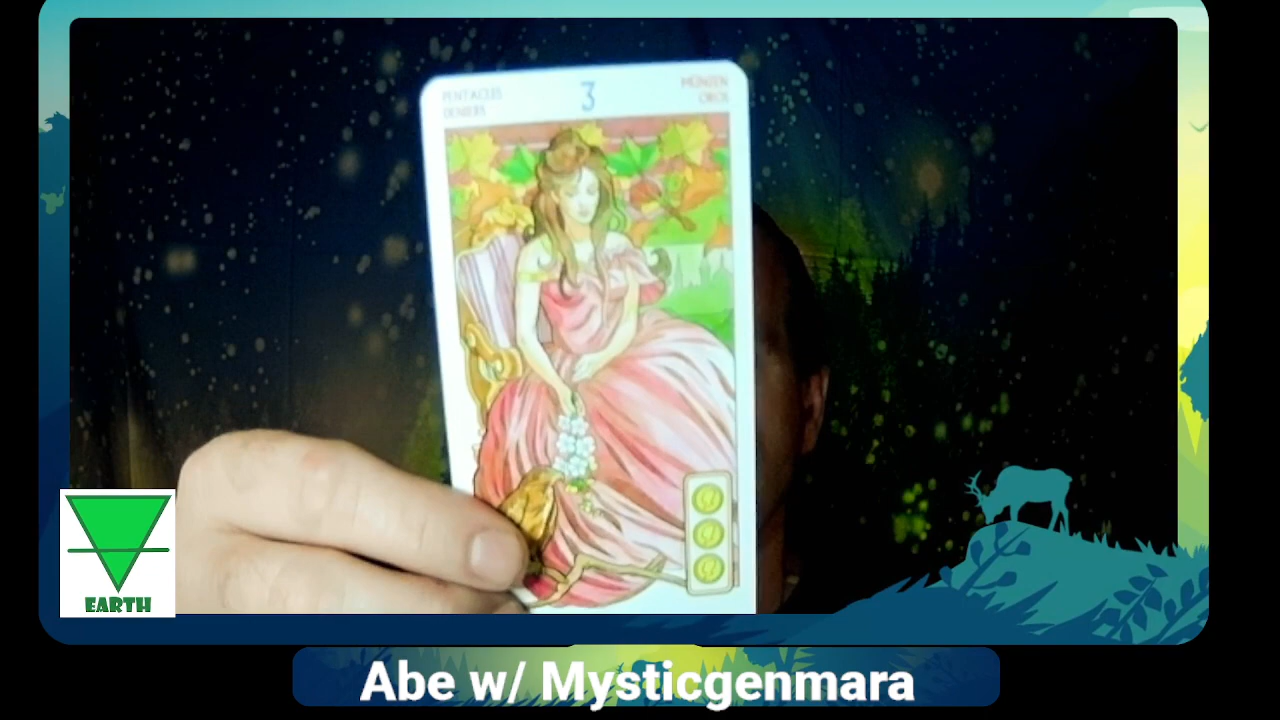 PENTACLES
DENIERS
3
MÜNZEN
OROS
EARTH
Abe w/ Mysticgenmara